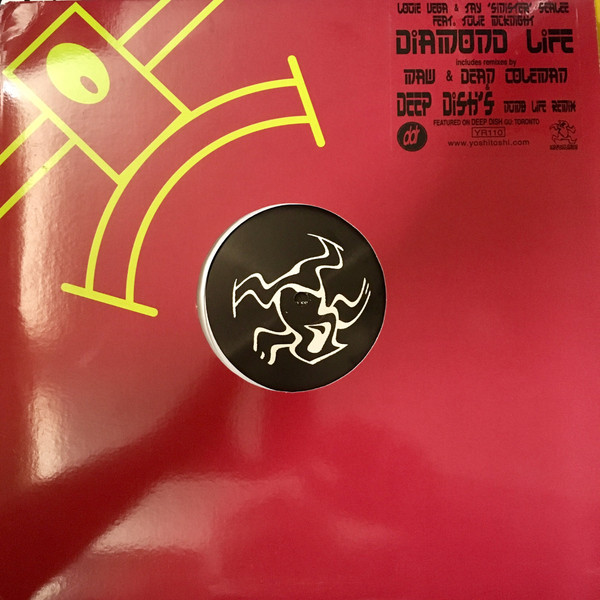 LOUIE VEGA & JAY 'SINISTER' SEALEE
FEAT. JULIE MCKNIGHT
DIAMOND LIFE
includes remixes by
MAW & DEAN COLEMAN
&
DEEP DISH'S DUMB LIFE REMIX
FEATURED ON DEEP DISH GU TORONTO
YR110
www.yoshitoshi.com